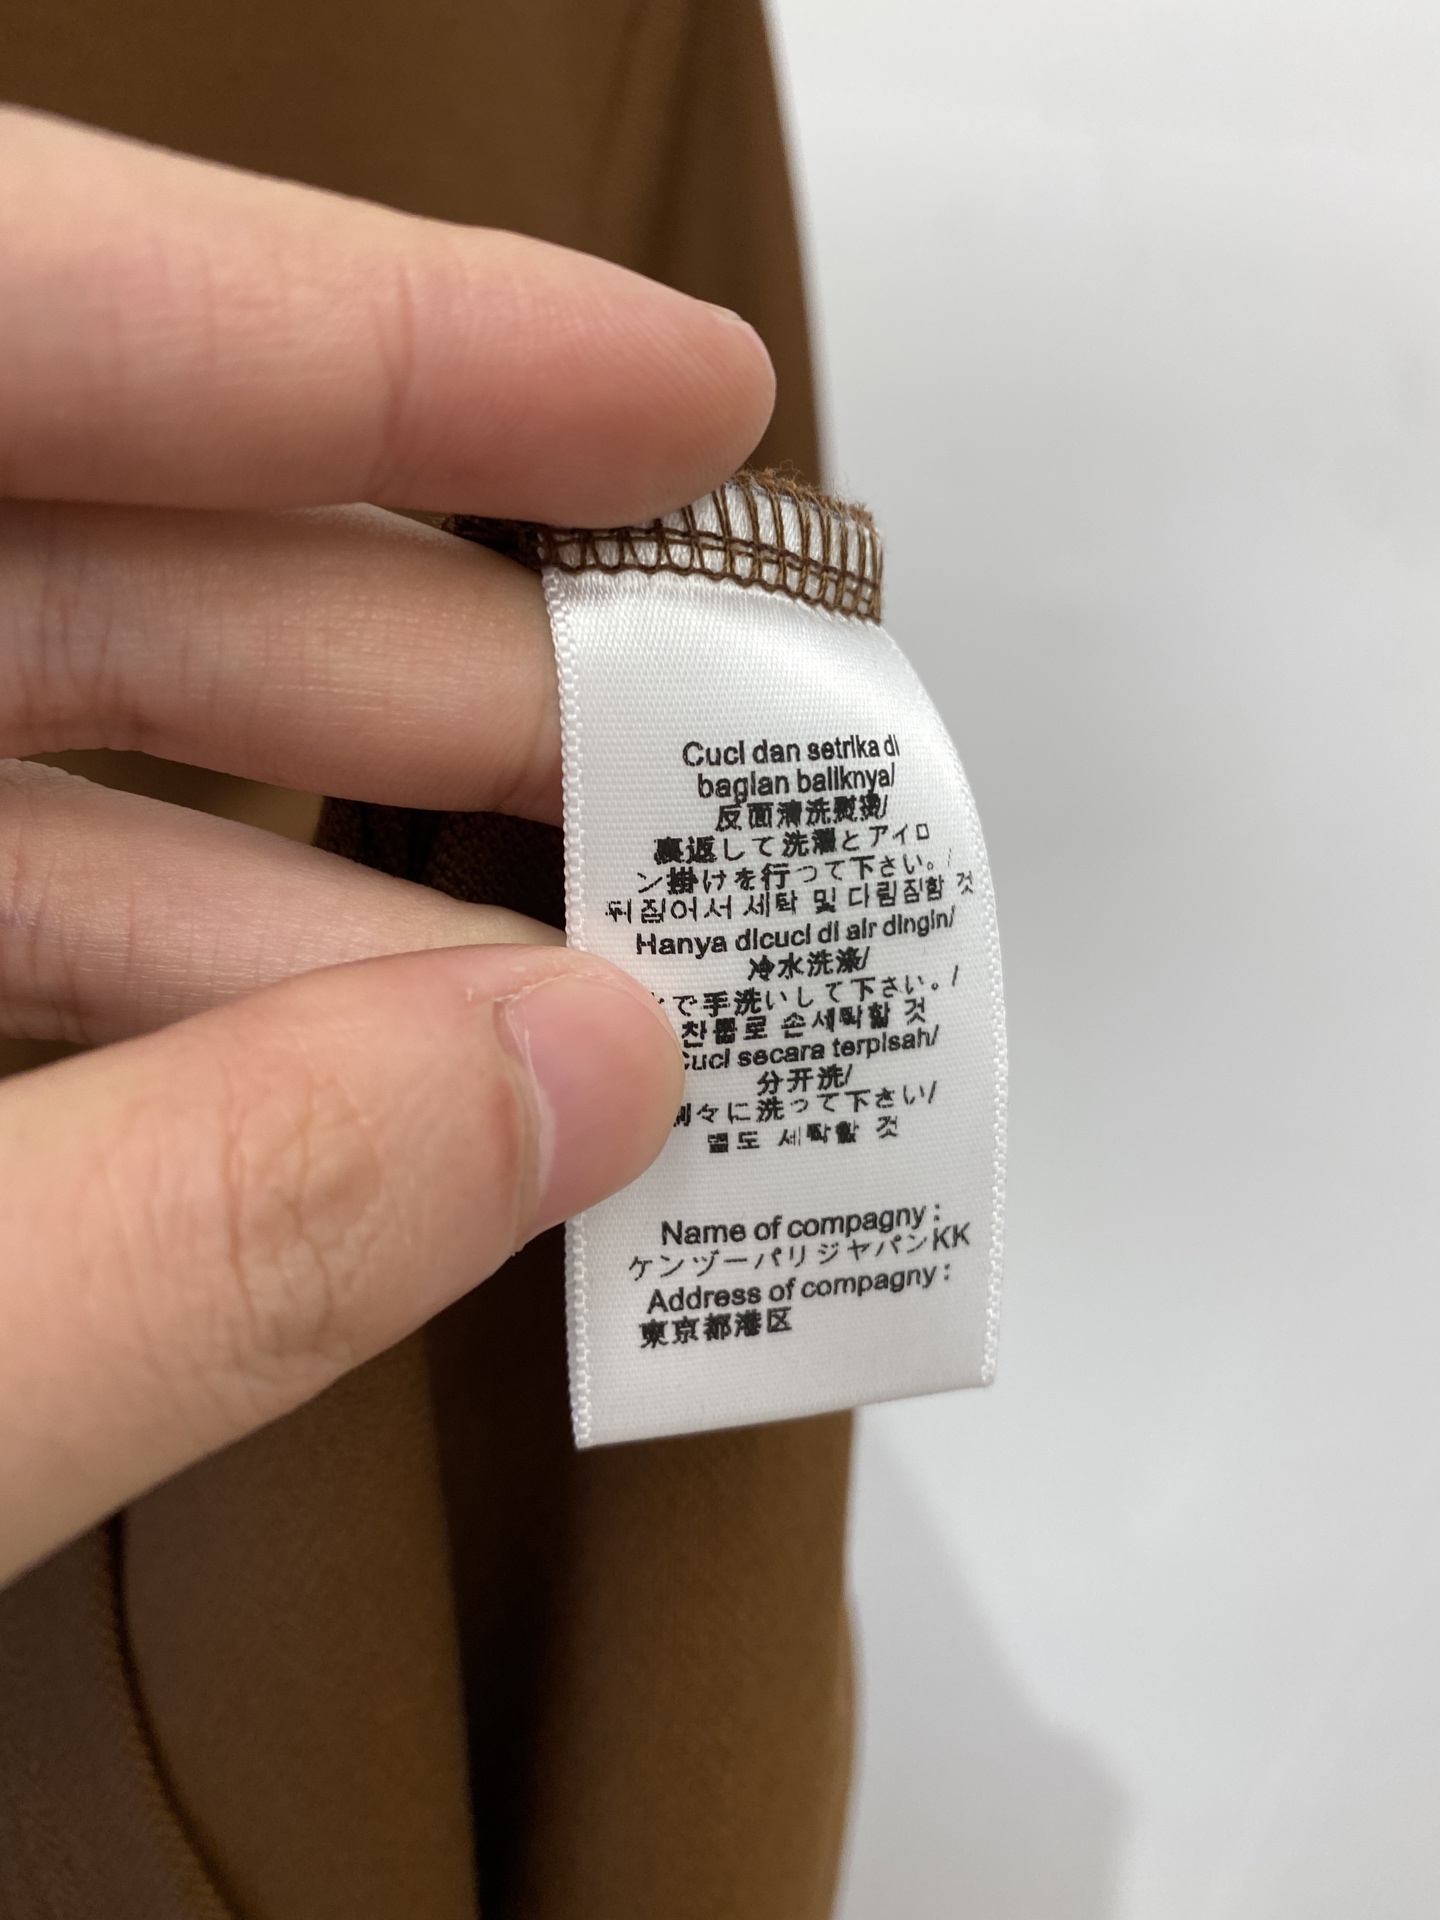 Cuci dan setrika di
bagian baliknya/
反面清洗熨烫/
裏返して洗濯とアイロ
ン掛けを行って下さい。/
뒤집어서 세탁 및 다림질할 것
Hanya dicuci di air dingin/
冷水洗涤/
で手洗いして下さい。/
찬물로 손세탁할 것
Cuci secara terpisah/
分开洗/
別々に洗って下さい/
별도 세탁할 것
Name of compagny :
ケンゾーパリジャパンKK
Address of compagny :
東京都港区